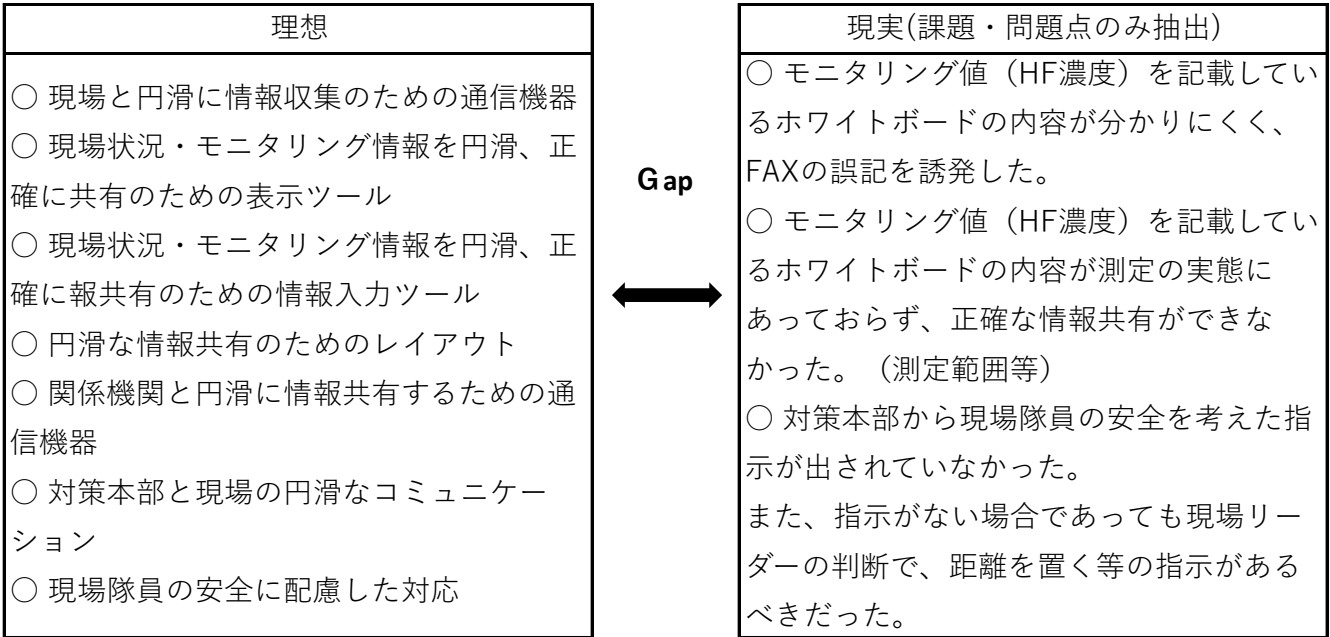 理想
○ 現場と円滑に情報収集のための通信機器
○ 現場状況・モニタリング情報を円滑、正
確に共有のための表示ツール
○ 現場状況・モニタリング情報を円滑、正
確に報共有のための情報入力ツール
○ 円滑な情報共有のためのレイアウト
○ 関係機関と円滑に情報共有するための通
信機器
○ 対策本部と現場の円滑なコミュニケー
ション
○ 現場隊員の安全に配慮した対応
Gap
現実(課題・問題点のみ抽出)
○ モニタリング値（HF濃度）を記載してい
るホワイトボードの内容が分かりにくく、
FAXの誤記を誘発した。
○ モニタリング値（HF濃度）を記載してい
るホワイトボードの内容が測定の実態に
あっておらず、正確な情報共有ができな
かった。（測定範囲等）
○ 対策本部から現場隊員の安全を考えた指
示が出されていなかった。
また、指示がない場合であっても現場リー
ダーの判断で、距離を置く等の指示がある
べきだった。